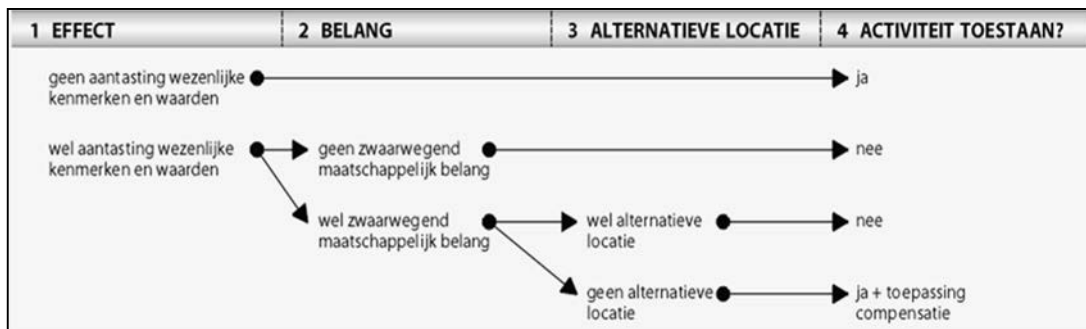 1 EFFECT 2 BELANG 3 ALTERNATIEVE LOCATIE 4 ACTIVITEIT TOESTAAN?
geen aantasting wezenlijke
kenmerken en waarden
ja
wel aantasting wezenlijke
kenmerken en waarden
geen zwaarwegend
maatschappelijk belang
nee
wel zwaarwegend
maatschappelijk belang
wel alternatieve
locatie
nee
geen alternatieve
locatie
ja + toepassing
compensatie